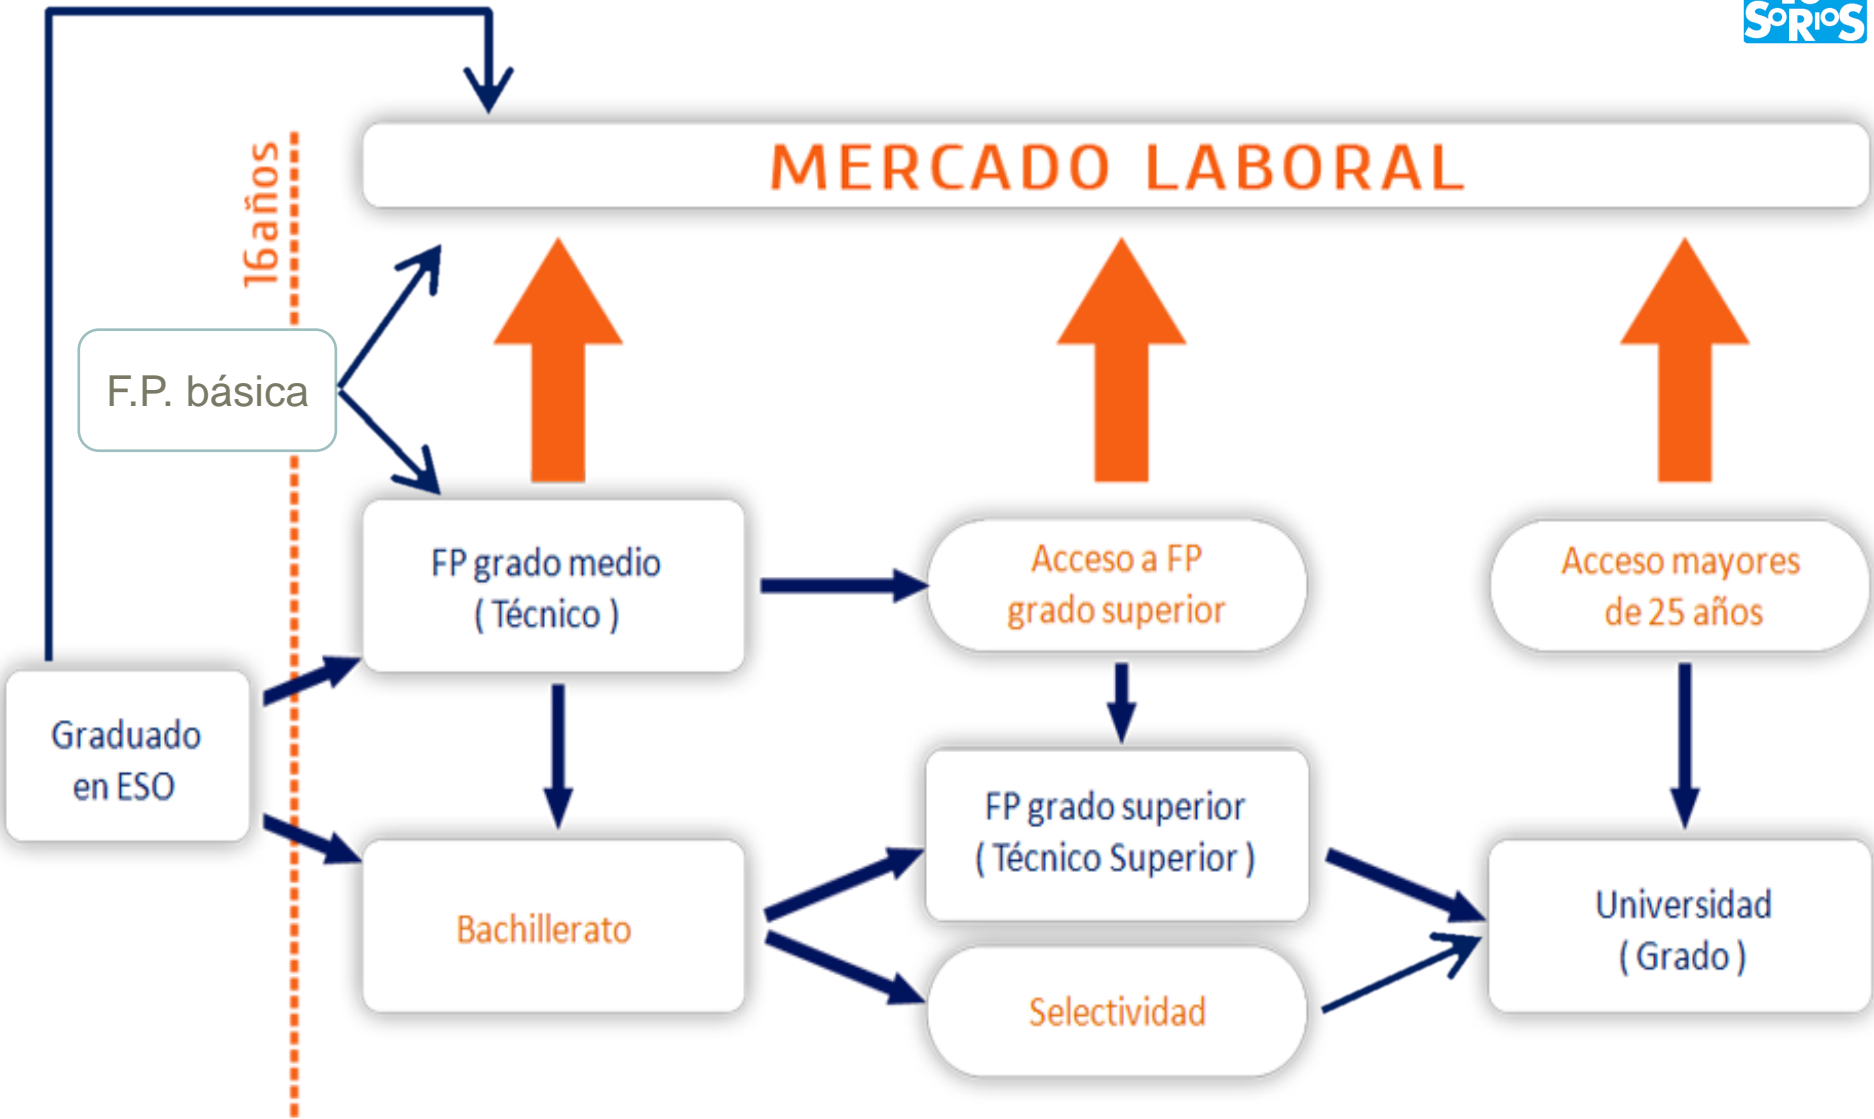 SORIOS
MERCADO LABORAL
16 años
F.P. básica
FP grado medio
( Técnico )
Acceso a FP
grado superior
Acceso mayores
de 25 años
Graduado
en ESO
FP grado superior
( Técnico Superior )
Bachillerato
Universidad
( Grado )
Selectividad